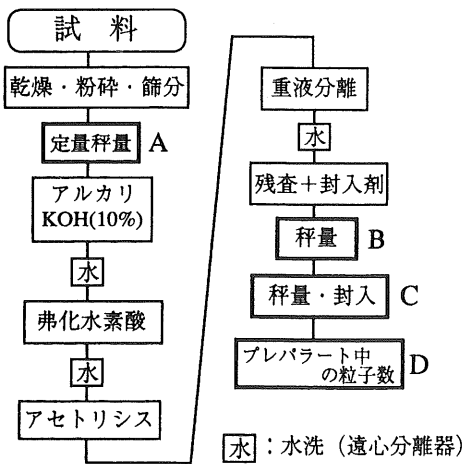 試料
乾燥・粉砕・篩分
定量秤量 A
アルカリ
KOH(10%)
水
弗化水素酸
水
アセトリシス
重液分離
水
残査+封入剤
秤量 B
秤量・封入 C
プレパラート中
の粒子数 D
水:水洗(遠心分離器)